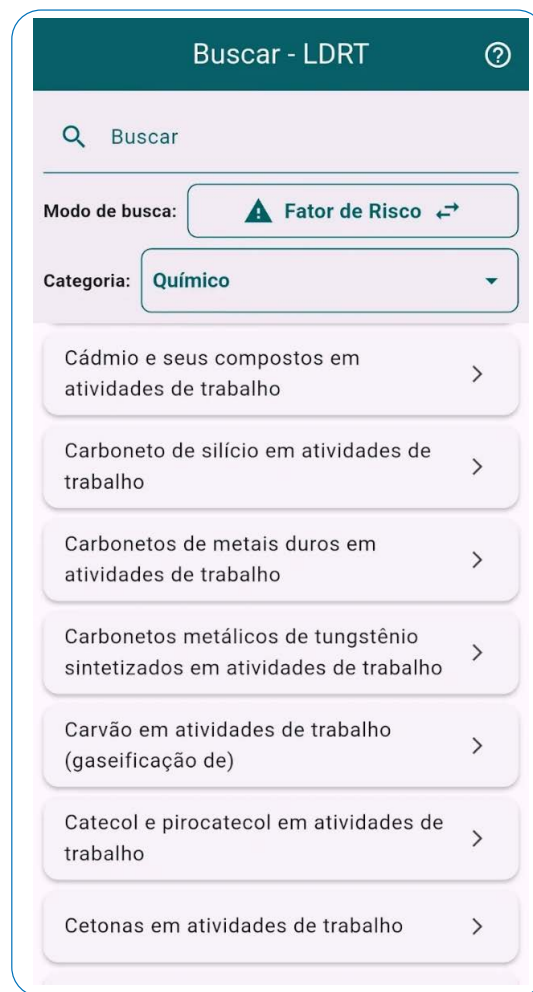 Buscar - LDRT
Buscar
Modo de busca: Fator de Risco
Categoria: Químico
Cádmio e seus compostos em
atividades de trabalho
Carboneto de silício em atividades de
trabalho
Carbonetos de metais duros em
atividades de trabalho
Carbonetos metálicos de tungstênio
sintetizados em atividades de trabalho
Carvão em atividades de trabalho
(gaseificação de)
Catecol e pirocatecol em atividades de
trabalho
Cetonas em atividades de trabalho